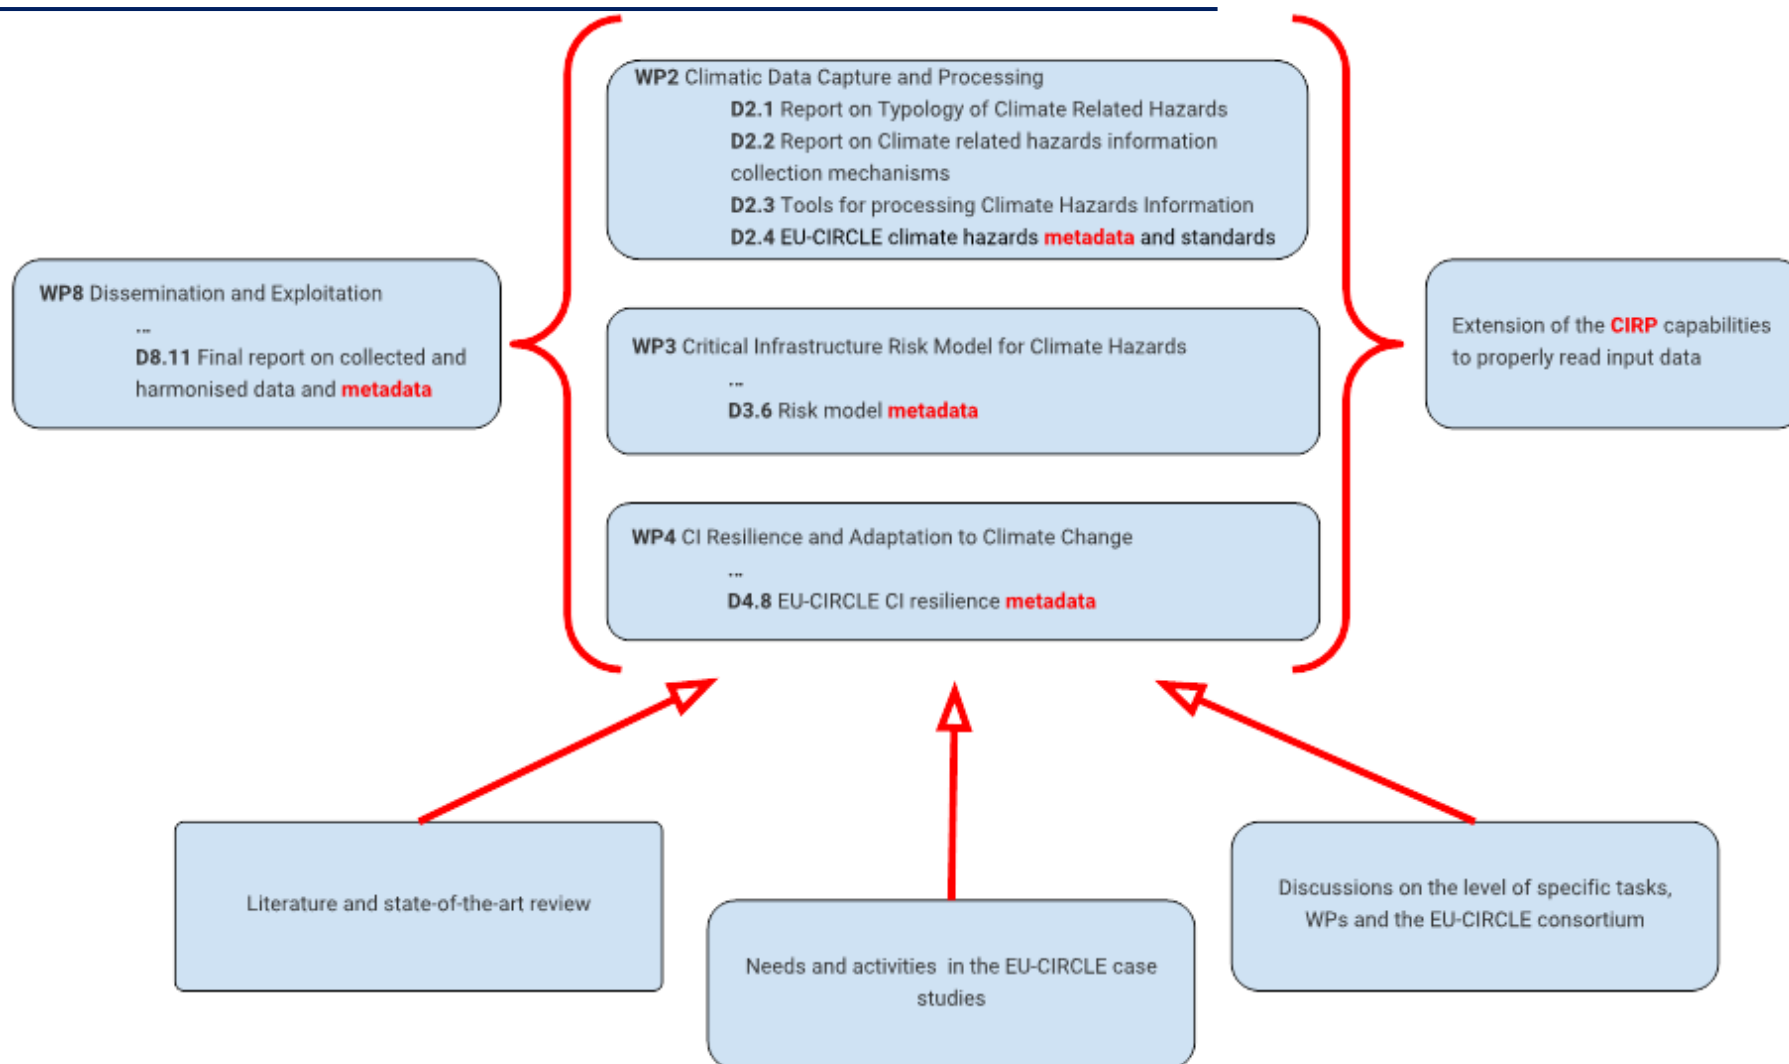 WP2 Climatic Data Capture and Processing
D2.1 Report on Typology of Climate Related Hazards
D2.2 Report on Climate related hazards information
collection mechanisms
D2.3 Tools for processing Climate Hazards Information
D2.4 EU-CIRCLE climate hazards metadata and standards
WP8 Dissemination and Exploitation
...
D8.11 Final report on collected and
harmonised data and metadata
WP3 Critical Infrastructure Risk Model for Climate Hazards
...
D3.6 Risk model metadata
Extension of the CIRP capabilities
to properly read input data
WP4 CI Resilience and Adaptation to Climate Change
...
D4.8 EU-CIRCLE CI resilience metadata
Literature and state-of-the-art review
Needs and activities in the EU-CIRCLE case
studies
Discussions on the level of specific tasks,
WPs and the EU-CIRCLE consortium